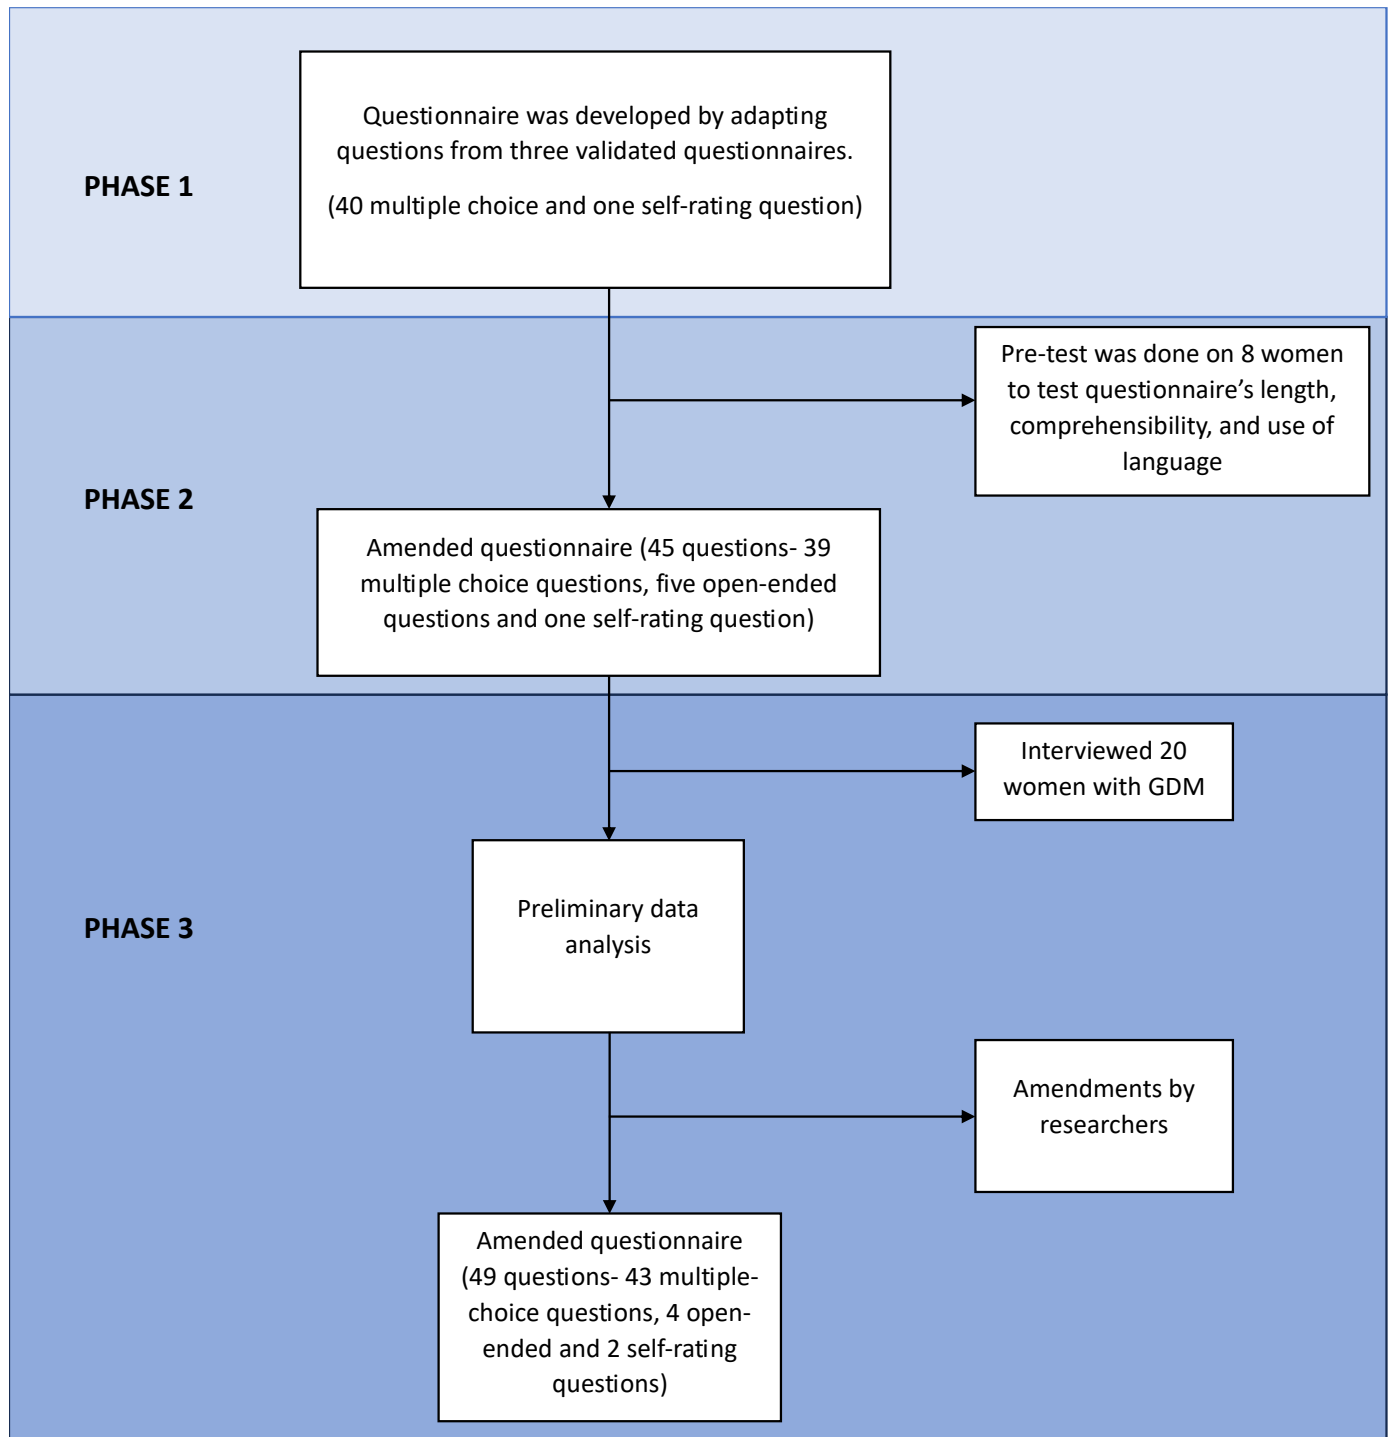 PHASE 1
Questionnaire was developed by adapting
questions from three validated questionnaires.
(40 multiple choice and one self-rating question)
PHASE 2
Pre-test was done on 8 women
to test questionnaire’s length,
comprehensibility, and use of
language
Amended questionnaire (45 questions- 39
multiple choice questions, five open-ended
questions and one self-rating question)
PHASE 3
Interviewed 20
women with GDM
Preliminary data
analysis
Amendments by
researchers
Amended questionnaire
(49 questions- 43 multiple-
choice questions, 4 open-
ended and 2 self-rating
questions)